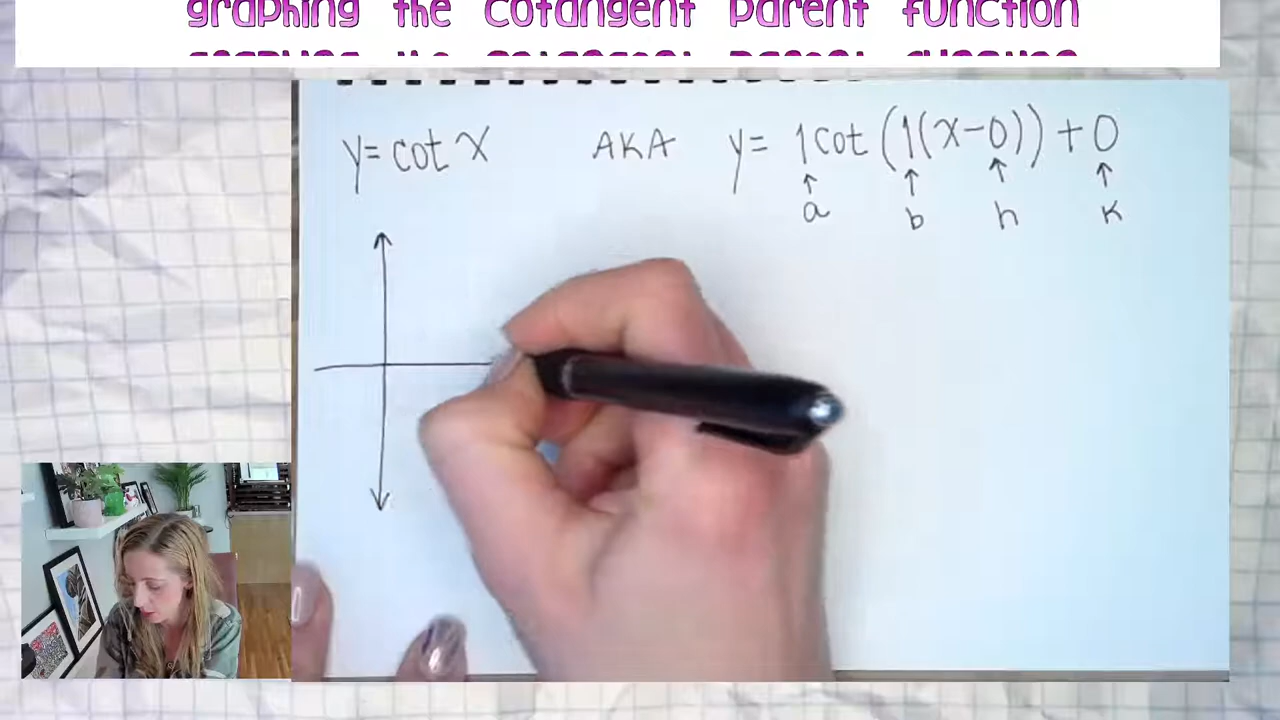 graphing the cotangent parent function
y= cot x AKA y= 1cot (1(x-0)) + 0
a b h k